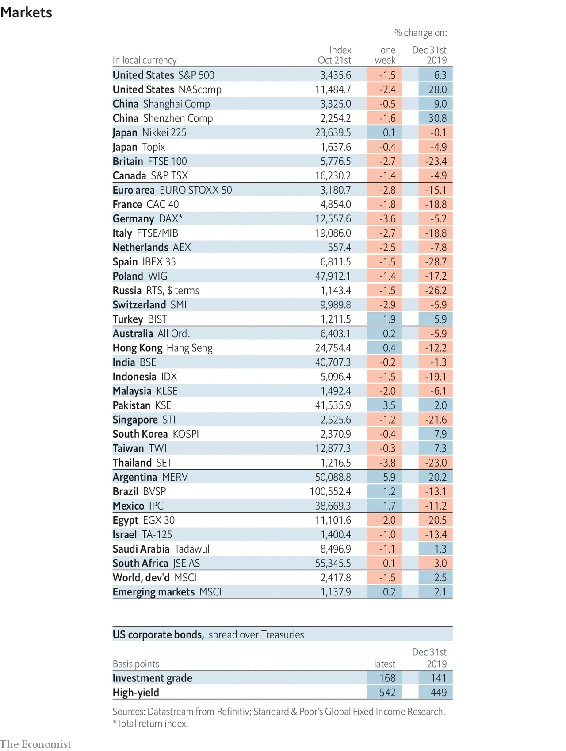 Markets
% change on:
Index one Dec 31st
In local currency Oct 21st week 2019
United States S&P 500 3,435.6 -1.5 6.3
United States NAScomp 11,484.7 -2.4 28.0
China Shanghai Comp 3,325.0 -0.5 9.0
China Shenzhen Comp 2,254.2 -1.6 30.8
Japan Nikkei 225 23,639.5 0.1 -0.1
Japan Topix 1,637.6 -0.4 -4.9
Britain FTSE 100 5,776.5 -2.7 -23.4
Canada S&P TSX 16,230.2 -1.4 -4.9
Euro area EURO STOXX 50 3,180.7 -2.8 -15.1
France CAC 40 4,854.0 -1.8 -18.8
Germany DAX* 12,557.6 -3.6 -5.2
Italy FTSE/MIB 19,086.0 -2.7 -18.8
Netherlands AEX 557.4 -2.5 -7.8
Spain IBEX 35 6,811.5 -1.5 -28.7
Poland WIG 47,912.1 -1.4 -17.2
Russia RTS, $ terms 1,143.4 -1.5 -26.2
Switzerland SMI 9,989.8 -2.9 -5.9
Turkey BIST 1,211.5 1.9 5.9
Australia All Ord. 6,403.1 0.2 -5.9
Hong Kong Hang Seng 24,754.4 0.4 -12.2
India BSE 40,707.3 -0.2 -1.3
Indonesia IDX 5,096.4 -1.5 -19.1
Malaysia KLSE 1,492.4 -2.0 -6.1
Pakistan KSE 41,535.9 3.5 2.0
Singapore STI 2,525.6 -1.2 -21.6
South Korea KOSPI 2,370.9 -0.4 7.9
Taiwan TWI 12,877.3 -0.3 7.3
Thailand SET 1,216.5 -3.8 -23.0
Argentina MERV 50,088.8 5.9 20.2
Brazil BVSP 100,552.4 1.2 -13.1
Mexico IPC 38,669.3 1.7 -11.2
Egypt EGX 30 11,101.6 2.0 20.5
Israel TA-125 1,400.4 -1.0 -13.4
Saudi Arabia Tadawul 8,496.9 -1.1 1.3
South Africa JSE AS 55,345.5 0.1 3.0
World, dev'd MSCI 2,417.8 -1.5 2.5
Emerging markets MSCI 1,137.9 0.2 2.1
US corporate bonds, spread over Treasuries
Dec 31st
Basis points latest 2019
Investment grade 168 141
High-yield 542 449
Sources: Datastream from Refinitiv; Standard & Poor's Global Fixed Income Research.
*Total return index.
The Economist